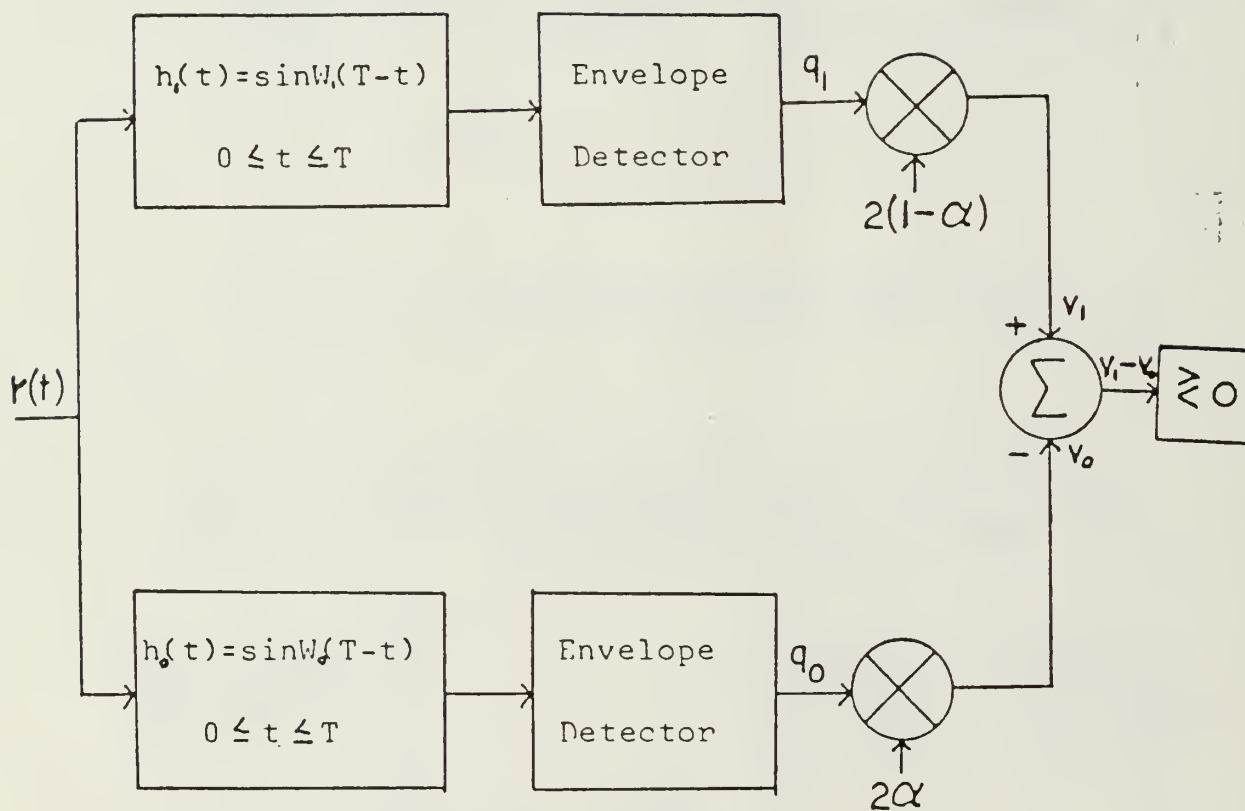 h₁(t)=sinW₁(T-t)
0 ≤ t ≤ T
Envelope
Detector
q₁
2(1-α)
v₁
+
r(t)
Σ
v₁-v₀
≷ 0
-
v₀
h₀(t)=sinW₀(T-t)
0 ≤ t ≤ T
Envelope
Detector
q₀
2α